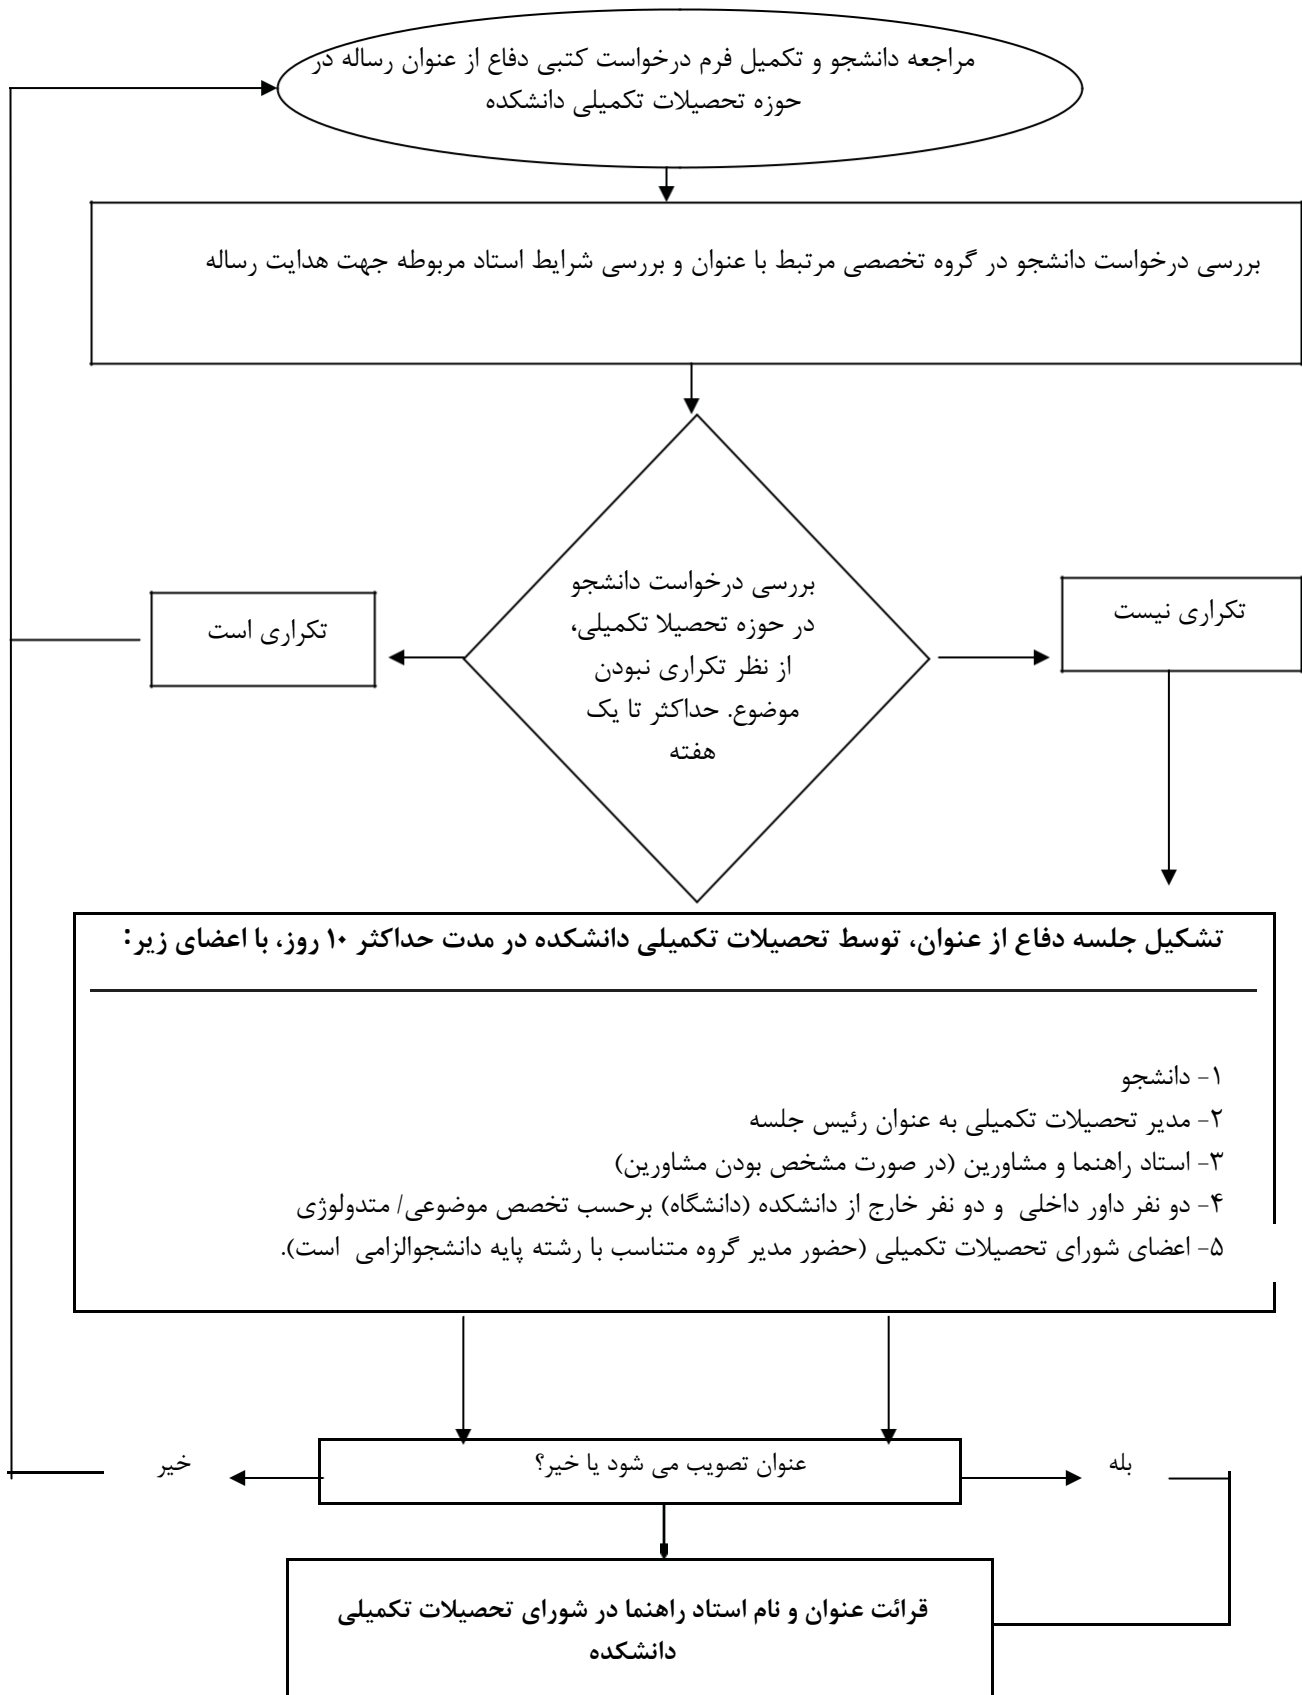 مراجعه دانشجو و تکمیل فرم درخواست کتبی دفاع از عنوان رساله در
حوزه تحصیلات تکمیلی دانشکده
بررسی درخواست دانشجو در گروه تخصصی مرتبط با عنوان و بررسی شرایط استاد مربوطه جهت هدایت رساله
بررسی درخواست دانشجو
در حوزه تحصیلا تکمیلی،
از نظر تکراری نبودن
موضوع. حداکثر تا یک
هفته
تکراری نیست
تکراری است
تشکیل جلسه دفاع از عنوان، توسط تحصیلات تکمیلی دانشکده در مدت حداکثر ۱۰ روز، با اعضای زیر:
۱- دانشجو
۲- مدیر تحصیلات تکمیلی به عنوان رئیس جلسه
۳- استاد راهنما و مشاورین (در صورت مشخص بودن مشاورین)
۴- دو نفر داور داخلی و دو نفر خارج از دانشکده (دانشگاه) برحسب تخصص موضوعی/ متدولوژی
۵- اعضای شورای تحصیلات تکمیلی (حضور مدیر گروه متناسب با رشته پایه دانشجوالزامی است).
بله
عنوان تصویب می شود یا خیر؟
خیر
قرائت عنوان و نام استاد راهنما در شورای تحصیلات تکمیلی
دانشکده